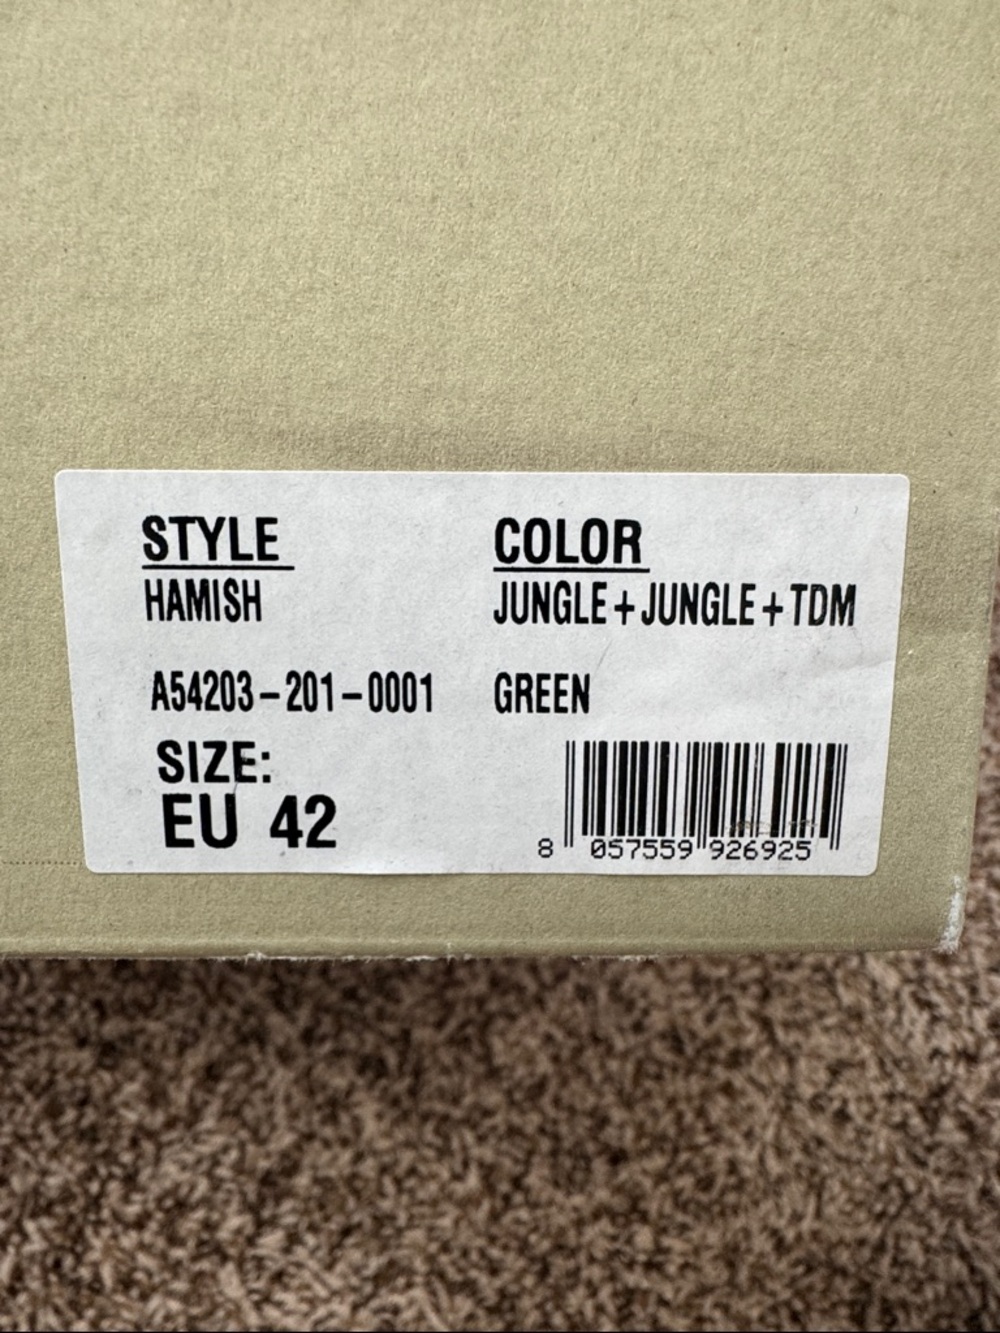 STYLE
HAMISH
A54203-201-0001
SIZE:
EU 42
COLOR
JUNGLE+JUNGLE+TDM
GREEN
8 057559 926925